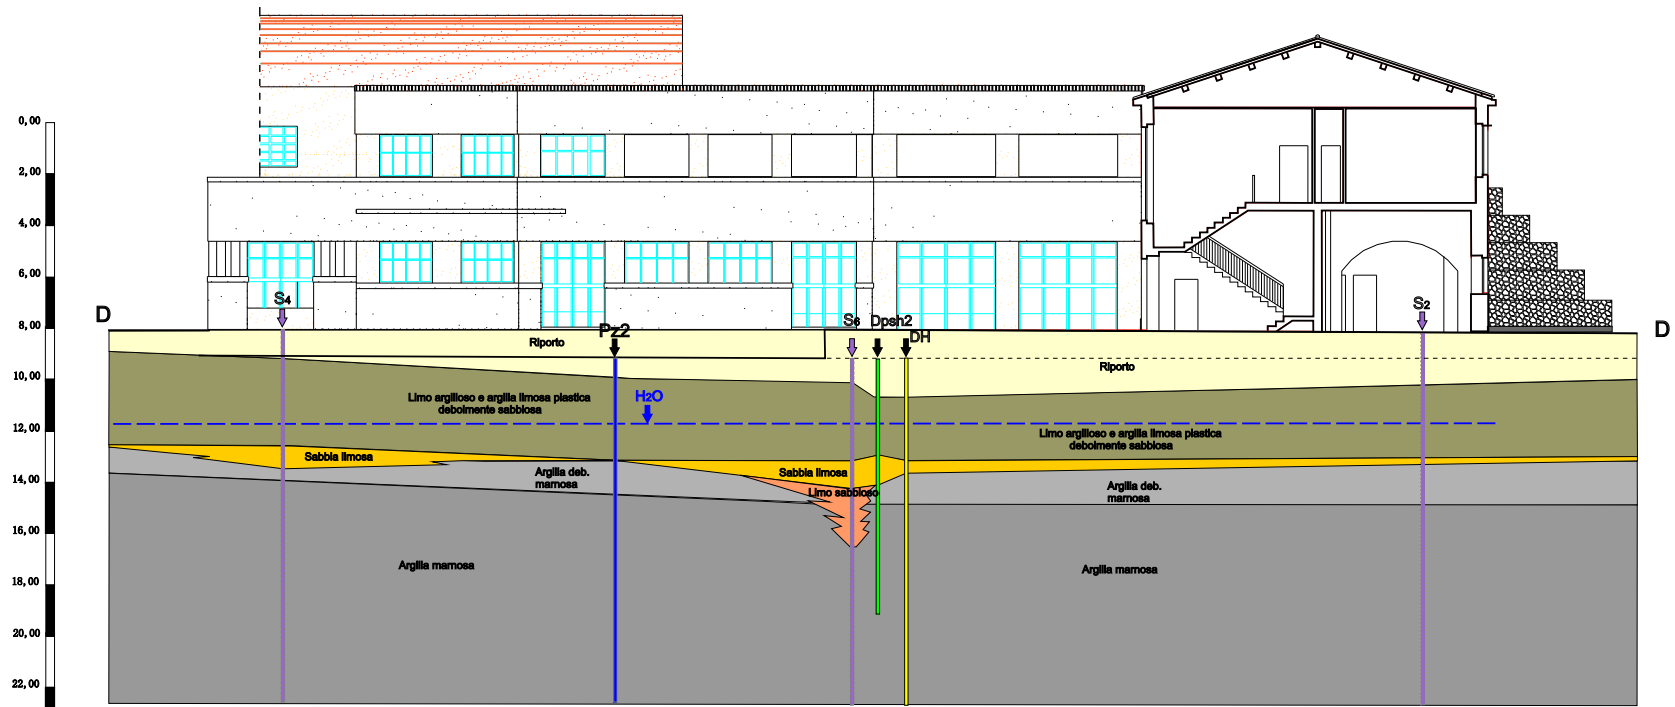 0,00
2,00
4,00
6,00
8,00
10,00
12,00
14,00
16,00
18,00
20,00
22,00
D
S4
Pz2
S6
Dpsh2
DH
S2
D
Riporto
Riporto
Limo argilloso e argilla limosa plastica
debolmente sabbiosa
H2O
Limo argilloso e argilla limosa plastica
debolmente sabbiosa
Sabbia limosa
Argilla deb.
marnosa
Sabbia limosa
Limo sabbioso
Argilla deb.
marnosa
Argilla marnosa
Argilla marnosa